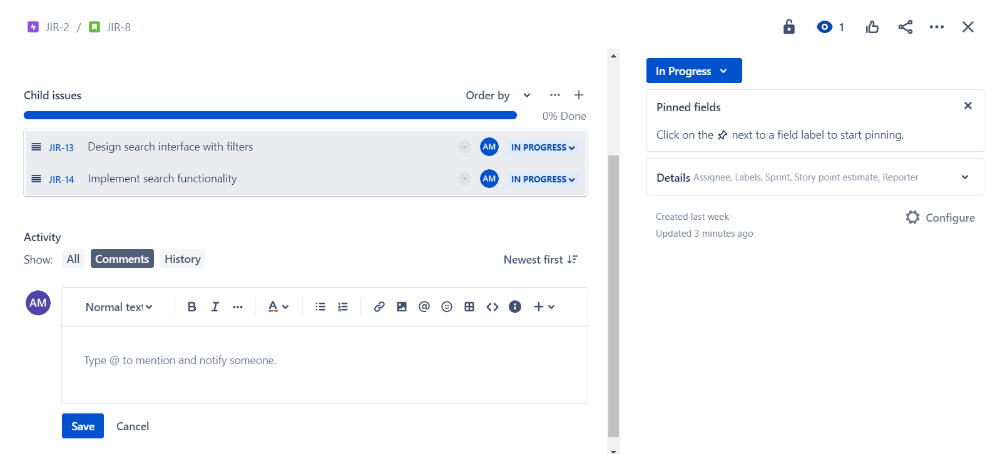 JIR-2 / JIR-8
1
Child issues
Order by
0% Done
JIR-13 Design search interface with filters - AM IN PROGRESS
JIR-14 Implement search functionality - AM IN PROGRESS
Activity
Show: All Comments History
Newest first
AM
Normal text B I A @
Type @ to mention and notify someone.
Save Cancel
In Progress
Pinned fields
Click on the next to a field label to start pinning.
Details Assignee, Labels, Sprint, Story point estimate, Reporter
Created last week
Configure
Updated 3 minutes ago